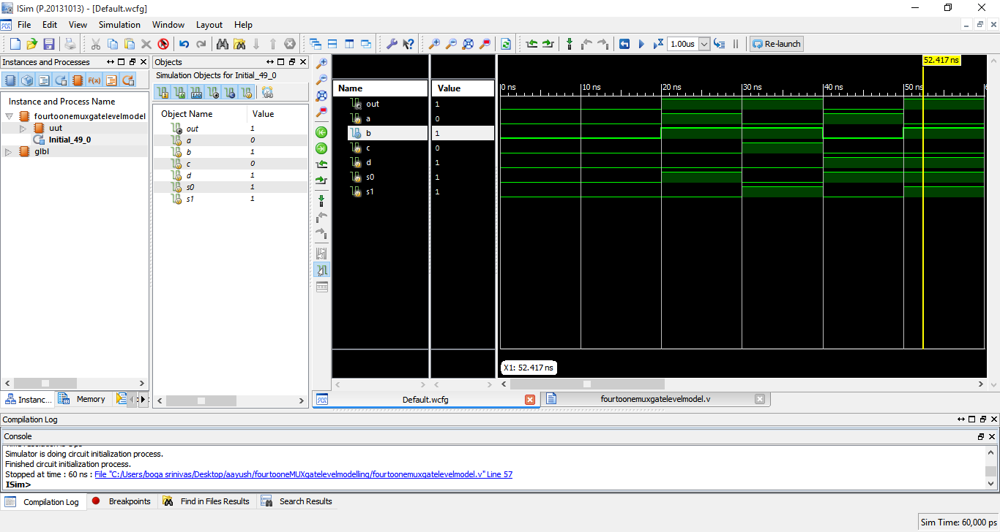 ISim (P.20131013) - [Default.wcfg]
File Edit View Simulation Window Layout Help
1.00us Re-launch
Instances and Processes
Instance and Process Name
fourtoonemuxgatelevelmodel
uut
Initial_49_0
glbl
Instanc... Memory
Objects
Simulation Objects for Initial_49_0
Object Name Value
out 1
a 0
b 1
c 0
d 1
s0 1
s1 1
Name Value
out 1
a 0
b 1
c 0
d 1
s0 1
s1 1
52.417 ns
0 ns 10 ns 20 ns 30 ns 40 ns 50 ns
X1: 52.417 ns
Default.wcfg fourtoonemuxgatelevelmodel.v
Compilation Log
Console
Simulator is doing circuit initialization process.
Finished circuit initialization process.
Stopped at time : 60 ns : File "C:/Users/boga srinivas/Desktop/aayush/fourtooneMUXgatelevelmodelling/fourtoonemuxgatelevelmodel.v" Line 57
ISim>
Compilation Log Breakpoints Find in Files Results Search Results
Sim Time: 60,000 ps